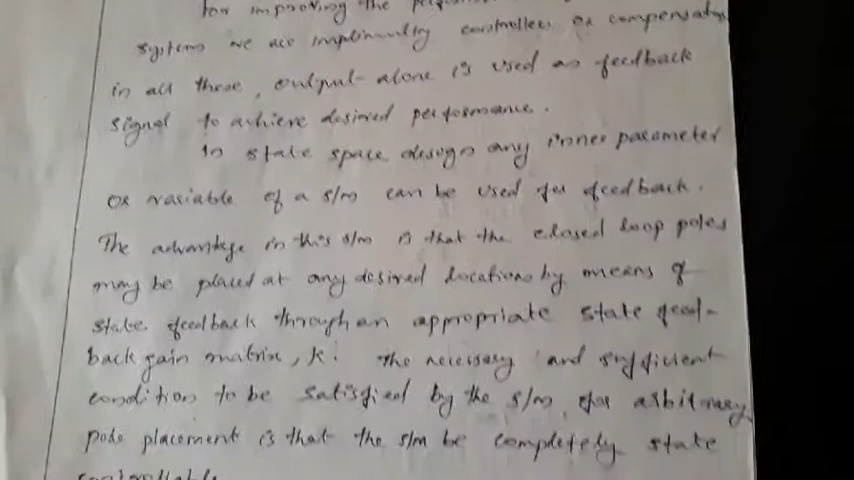 for improving the
systems we are implementing controllers or compensators
in all these, output alone is used as feedback
signal to achieve desired performance.
In state space design any inner parameter
or variable of a s/m can be used for feedback.
The advantage in this s/m is that the closed loop poles
may be placed at any desired locations by means of
state feedback through an appropriate state feed-
back gain matrix, K. The necessary and sufficient
condition to be satisfied by the s/m for arbitrary
pole placement is that the s/m be completely state
controllable